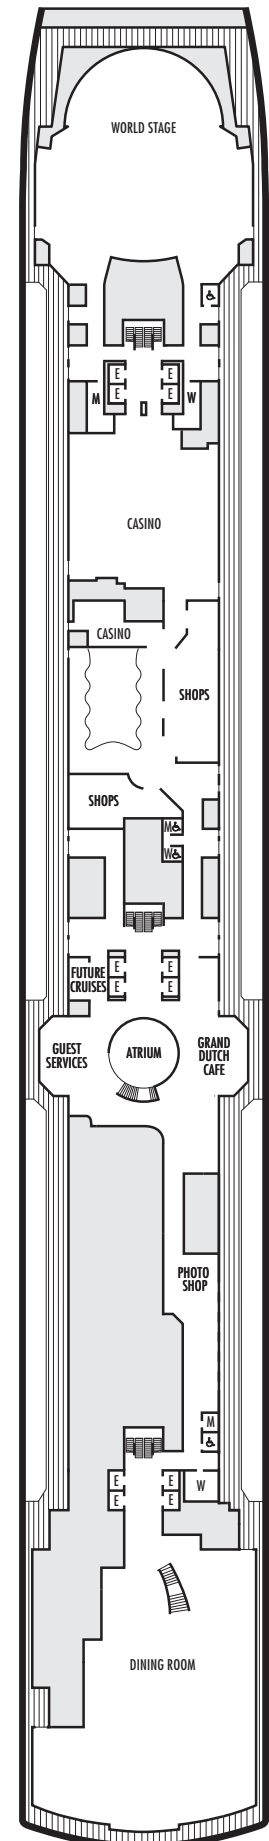 WORLD STAGE
E E
E E
M W
CASINO
CASINO
SHOPS
SHOPS
M
W
E E
FUTURE
CRUISES
E E
GUEST
SERVICES
ATRIUM
GRAND
DUTCH
CAFE
PHOTO
SHOP
M
E E
W
E E
DINING ROOM